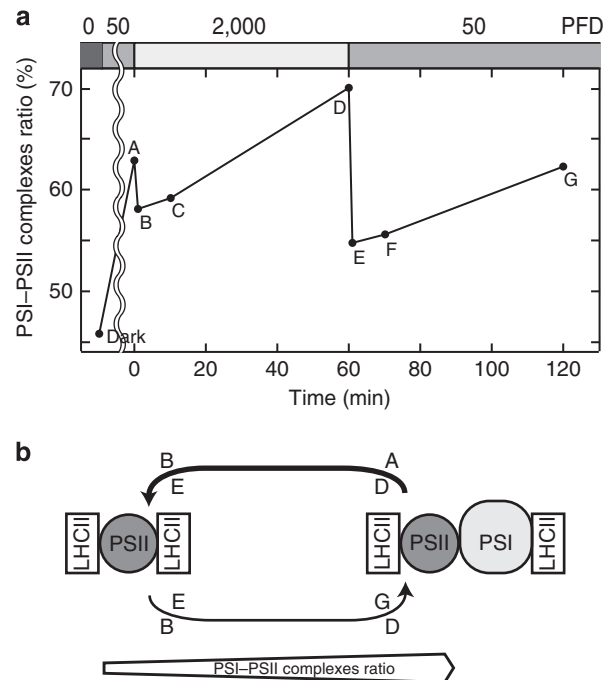 a
0 50 2,000 50 PFD
PSI–PSII complexes ratio (%)
70
60
50
A
B
C
D
E
F
G
Dark
0 20 40 60 80 100 120
Time (min)
b
B A
E D
LHCII PSII LHCII LHCII PSII PSI LHCII
E G
B D
PSI–PSII complexes ratio